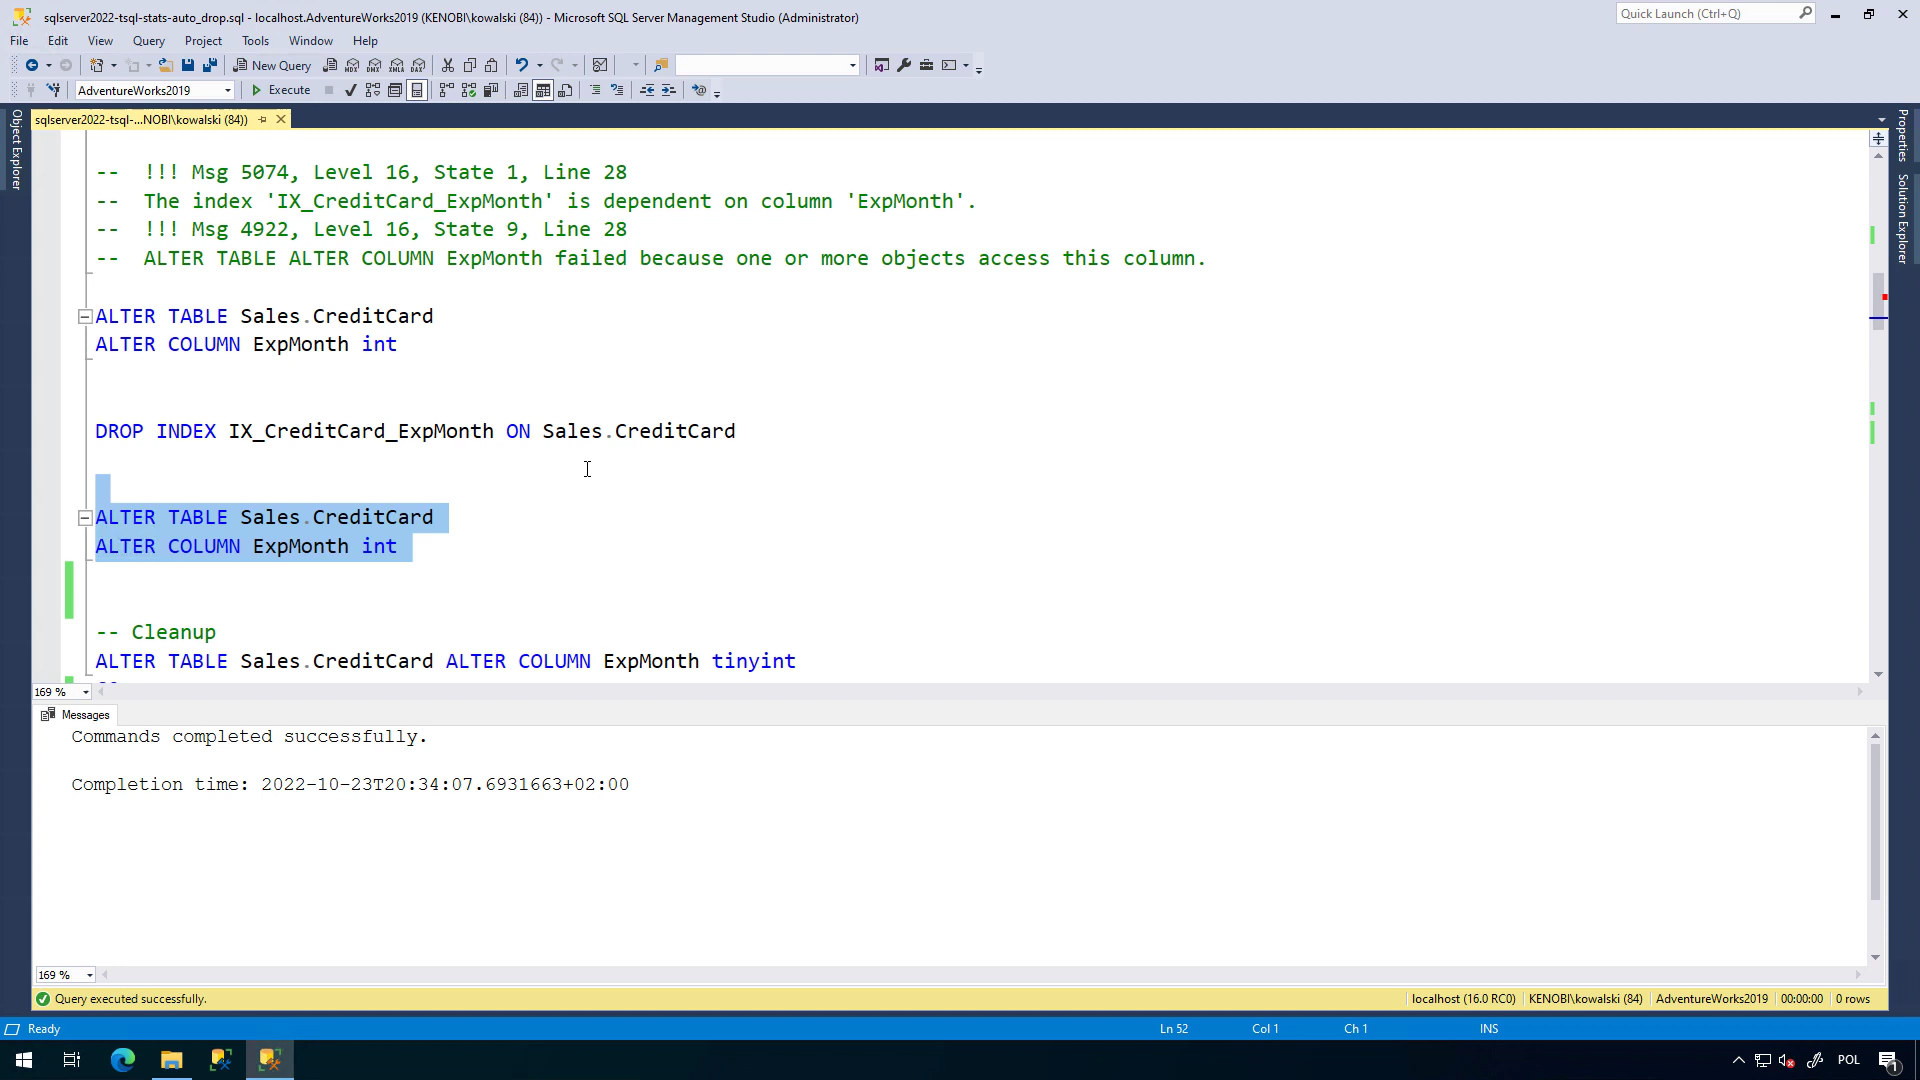 sqlserver2022-tsql-stats-auto_drop.sql - localhost.AdventureWorks2019 (KENOBI\kowalski (84)) - Microsoft SQL Server Management Studio (Administrator)
Quick Launch (Ctrl+Q)
File Edit View Query Project Tools Window Help
New Query
MDX DMX XMLA DAX
AdventureWorks2019
Execute
Object Explorer
sqlserver2022-tsql-...NOBI\kowalski (84))
Properties
Solution Explorer
-- !!! Msg 5074, Level 16, State 1, Line 28
-- The index 'IX_CreditCard_ExpMonth' is dependent on column 'ExpMonth'.
-- !!! Msg 4922, Level 16, State 9, Line 28
-- ALTER TABLE ALTER COLUMN ExpMonth failed because one or more objects access this column.
ALTER TABLE Sales.CreditCard
ALTER COLUMN ExpMonth int
DROP INDEX IX_CreditCard_ExpMonth ON Sales.CreditCard
ALTER TABLE Sales.CreditCard
ALTER COLUMN ExpMonth int
-- Cleanup
ALTER TABLE Sales.CreditCard ALTER COLUMN ExpMonth tinyint
169 %
Messages
Commands completed successfully.
Completion time: 2022-10-23T20:34:07.6931663+02:00
169 %
Query executed successfully.
localhost (16.0 RC0) KENOBI\kowalski (84) AdventureWorks2019 00:00:00 0 rows
Ready
Ln 52 Col 1 Ch 1 INS
POL
1